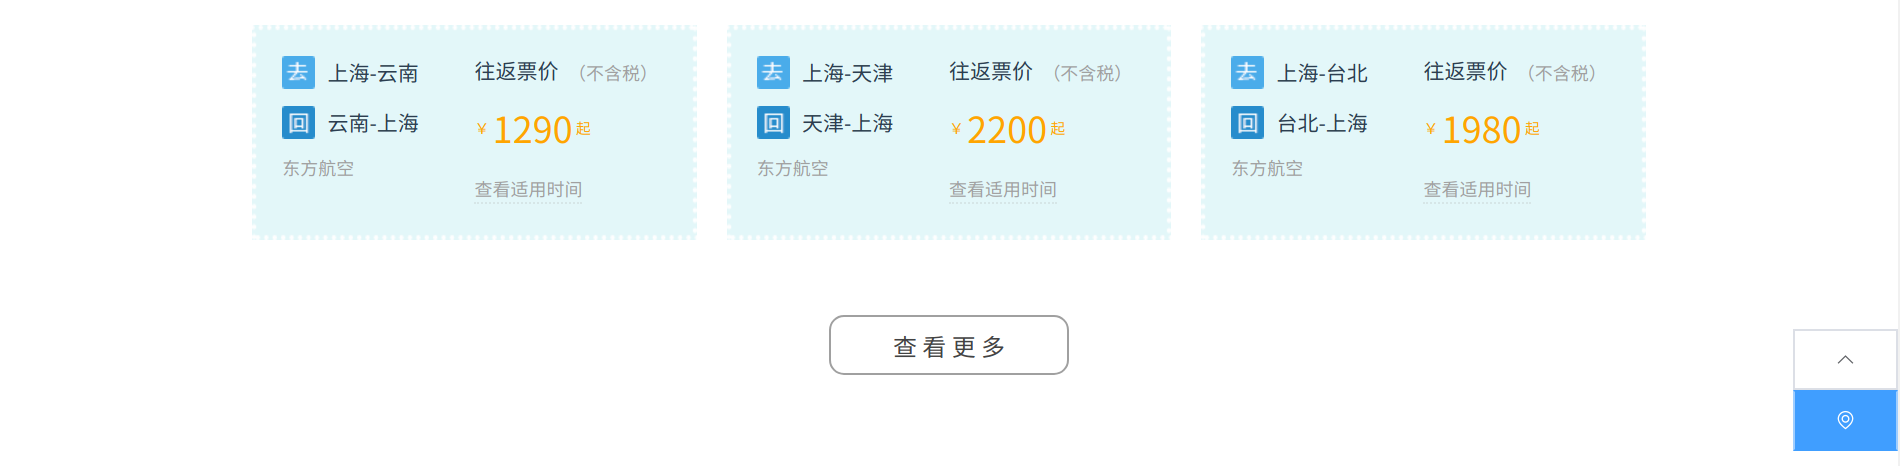 去 上海-云南 往返票价 （不含税）
回 云南-上海 ¥ 1290 起
东方航空
查看适用时间
去 上海-天津 往返票价 （不含税）
回 天津-上海 ¥ 2200 起
东方航空
查看适用时间
去 上海-台北 往返票价 （不含税）
回 台北-上海 ¥ 1980 起
东方航空
查看适用时间
查看更多